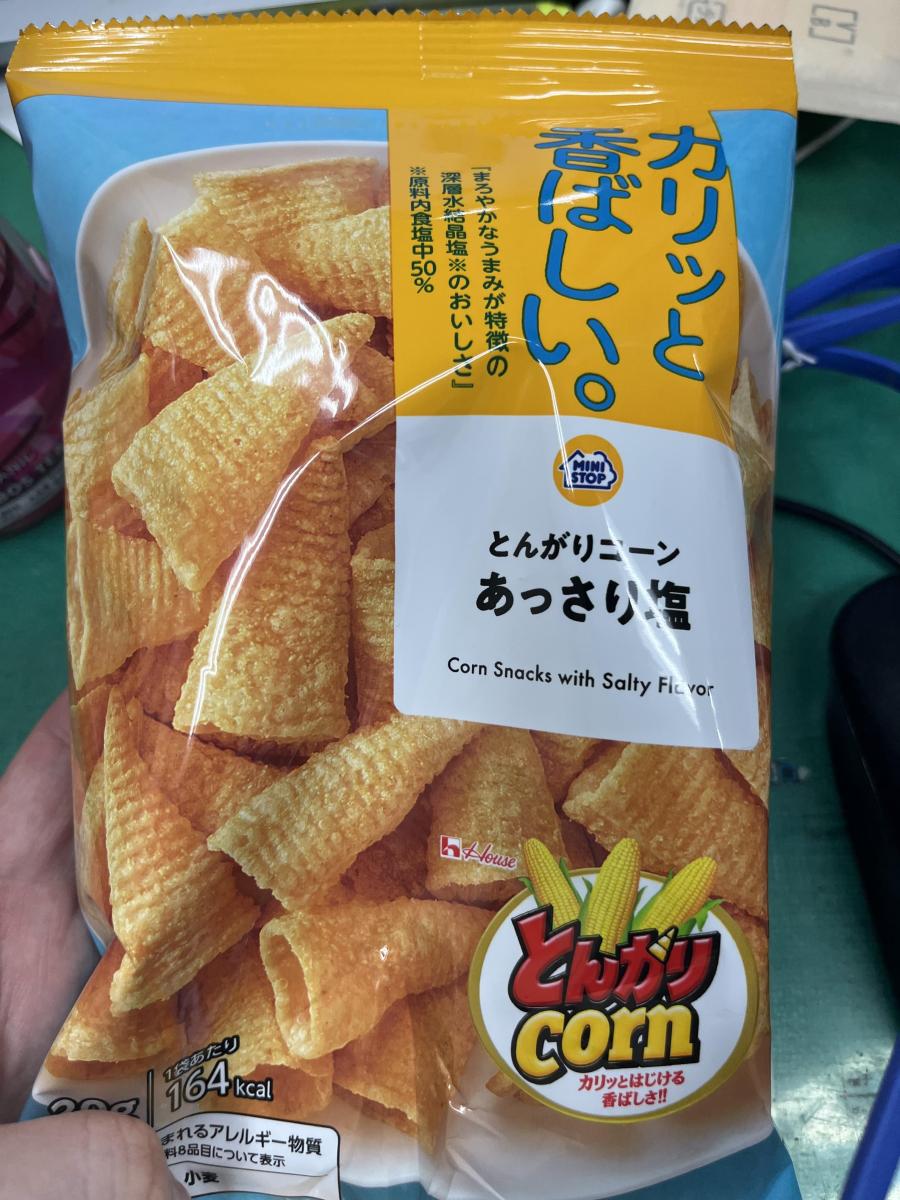 カリッと
香ばしい。
「まろやかなうまみが特徴の
深層水結晶塩※のおいしさ」
※原料内食塩中50%
MINI
STOP
とんがりコーン
あっさり塩
Corn Snacks with Salty Flavor
House
とんがり
corn
カリッとはじける
香ばしさ!!
1袋あたり
164kcal
まれるアレルギー物質
料8品目について表示
小麦